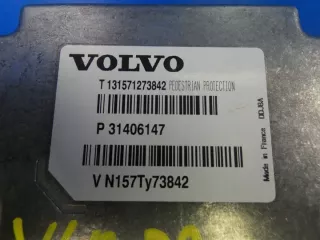 VOLVO
T 131571273842 PEDESTRIAN PROTECTION
P 31406147
V N157Ty73842
Made in France